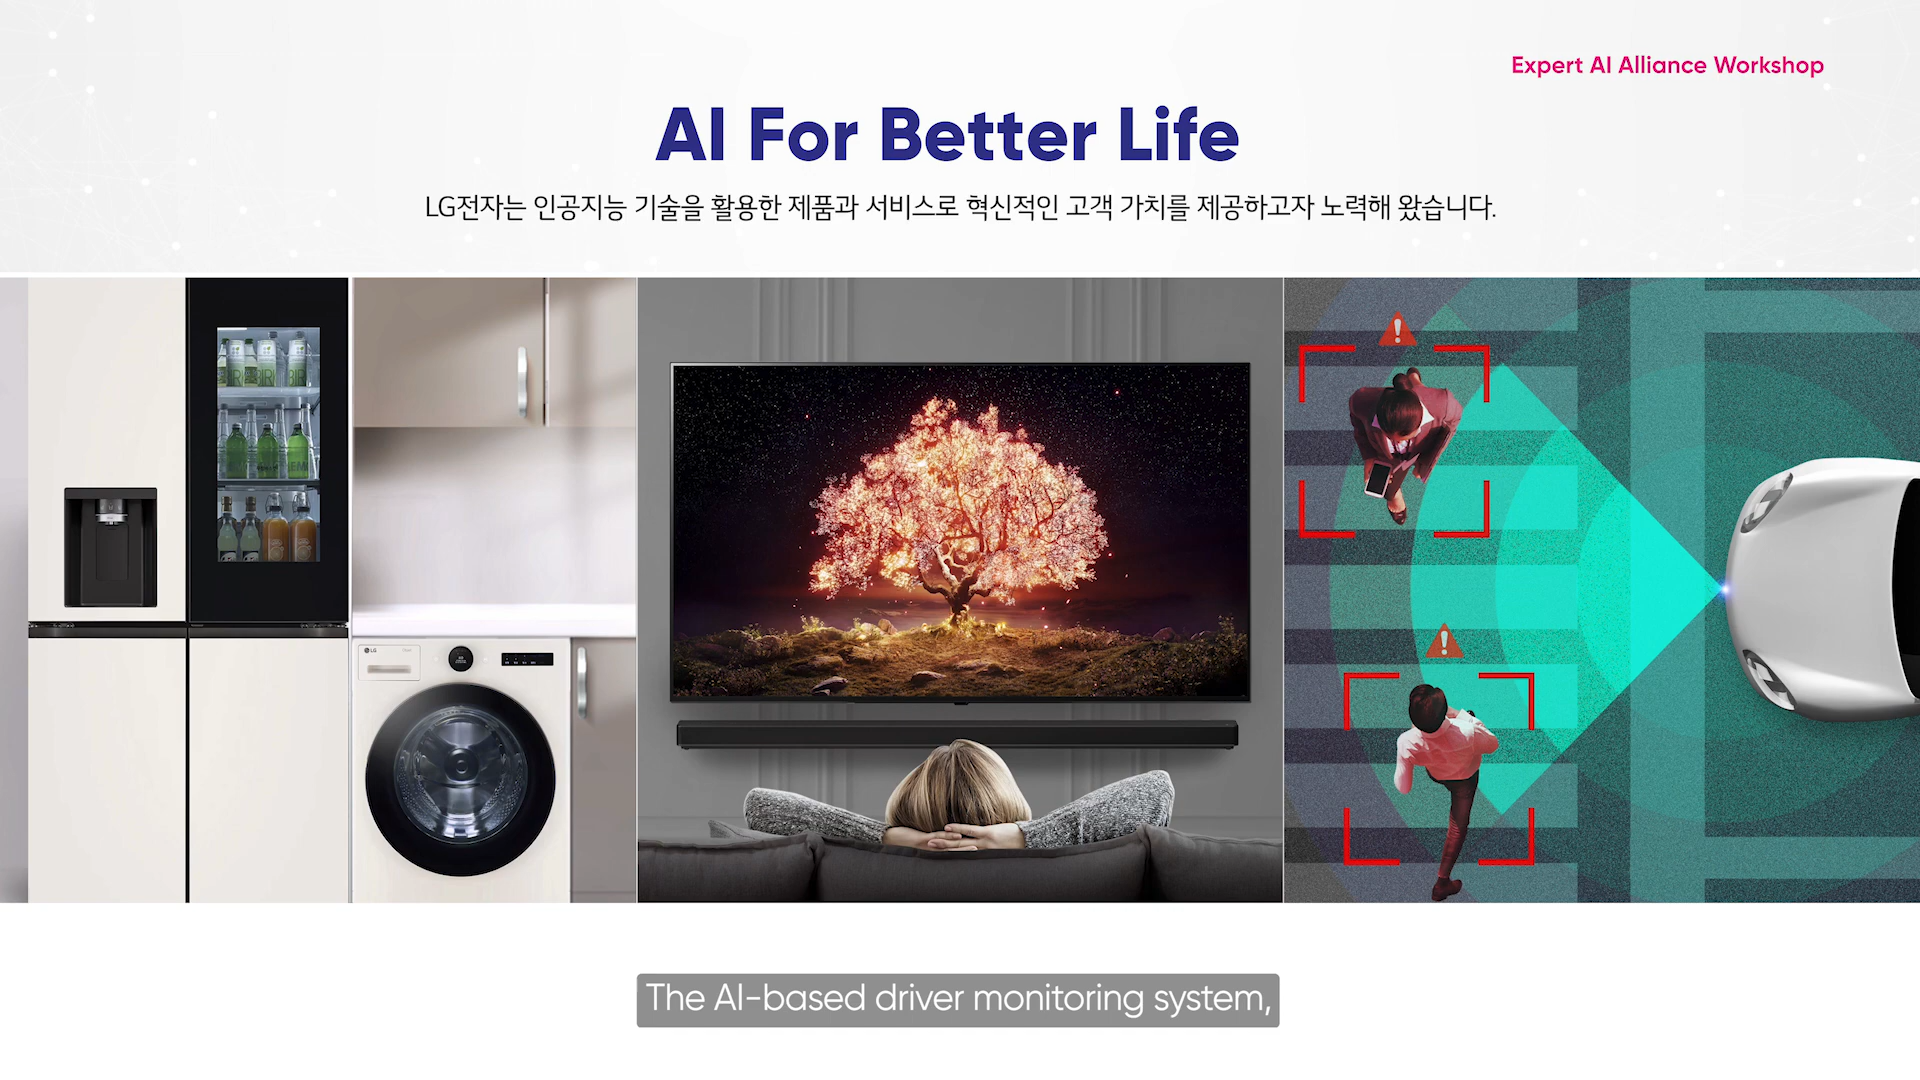 Expert AI Alliance Workshop
AI For Better Life
LG전자는 인공지능 기술을 활용한 제품과 서비스로 혁신적인 고객 가치를 제공하고자 노력해 왔습니다.
LG
The AI-based driver monitoring system,